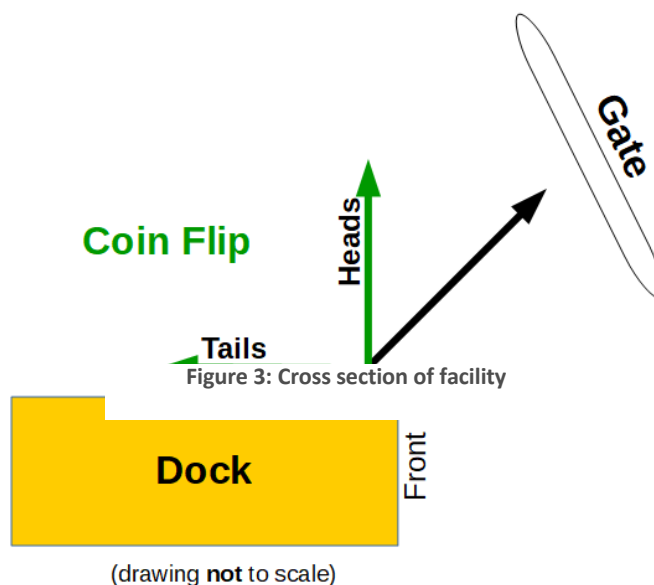 Gate
Coin Flip
Heads
Tails
Figure 3: Cross section of facility
Dock
Front
(drawing not to scale)